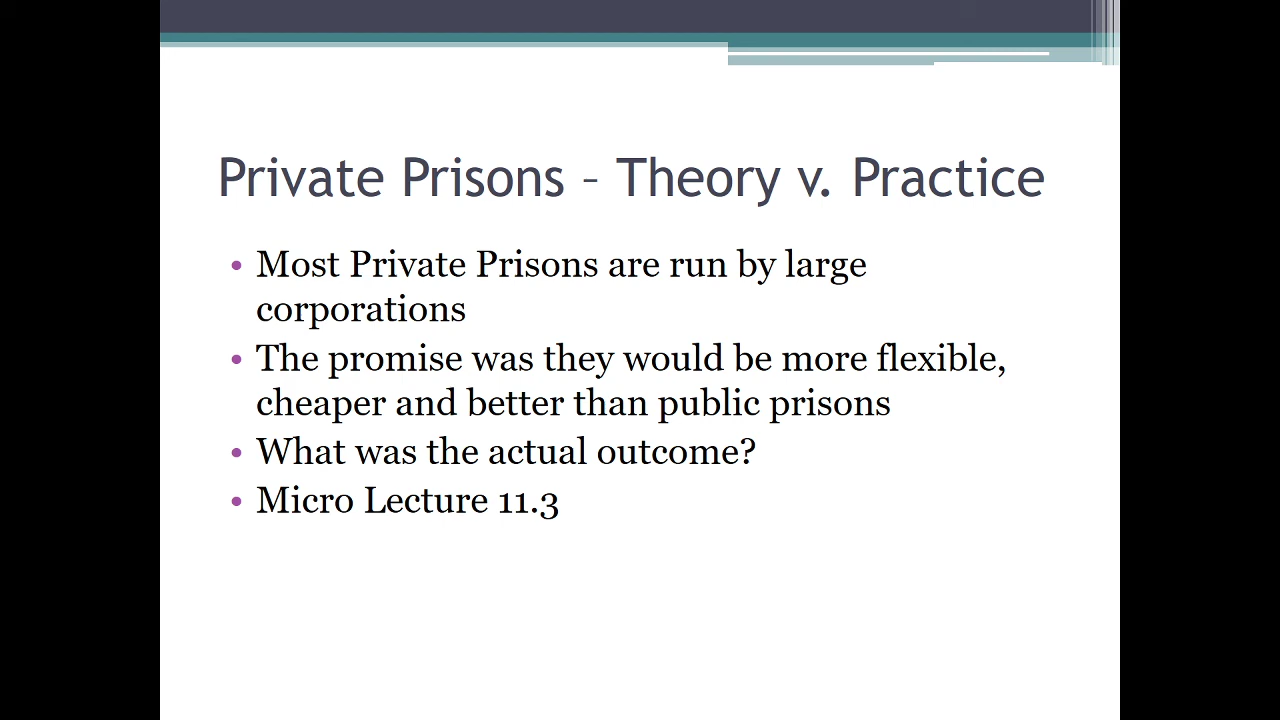 Private Prisons – Theory v. Practice
• Most Private Prisons are run by large
corporations
• The promise was they would be more flexible,
cheaper and better than public prisons
• What was the actual outcome?
• Micro Lecture 11.3